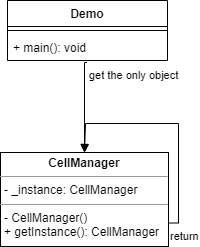 Demo
+ main(): void
get the only object
CellManager
- _instance: CellManager
- CellManager()
+ getInstance(): CellManager
return